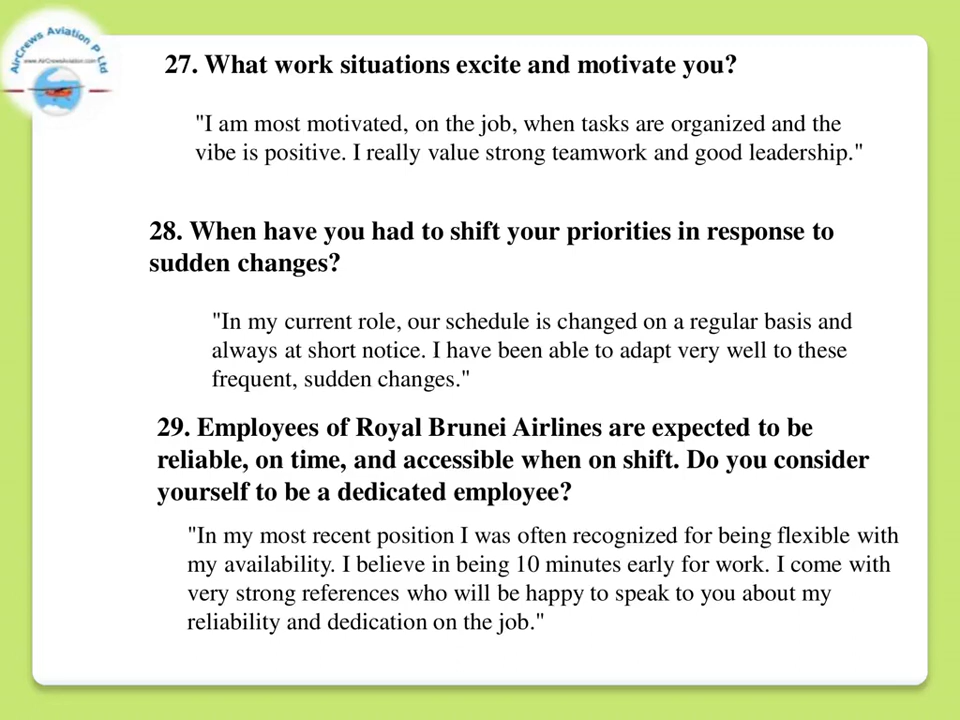 AirCrews Aviation P Ltd
www.AirCrewsAviation.com
27. What work situations excite and motivate you?
"I am most motivated, on the job, when tasks are organized and the
vibe is positive. I really value strong teamwork and good leadership."
28. When have you had to shift your priorities in response to
sudden changes?
"In my current role, our schedule is changed on a regular basis and
always at short notice. I have been able to adapt very well to these
frequent, sudden changes."
29. Employees of Royal Brunei Airlines are expected to be
reliable, on time, and accessible when on shift. Do you consider
yourself to be a dedicated employee?
"In my most recent position I was often recognized for being flexible with
my availability. I believe in being 10 minutes early for work. I come with
very strong references who will be happy to speak to you about my
reliability and dedication on the job."